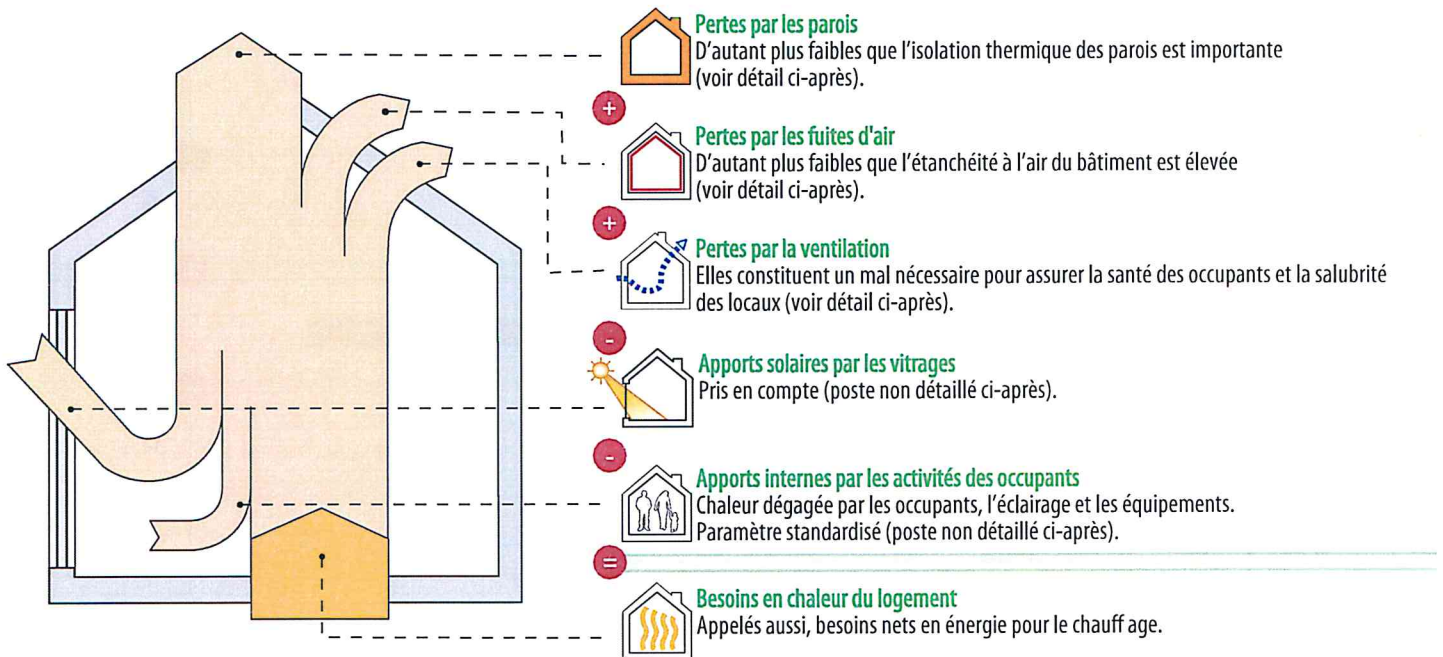 Pertes par les parois
D'autant plus faibles que l'isolation thermique des parois est importante
(voir détail ci-après).
+
Pertes par les fuites d'air
D'autant plus faibles que l'étanchéité à l'air du bâtiment est élevée
(voir détail ci-après).
+
Pertes par la ventilation
Elles constituent un mal nécessaire pour assurer la santé des occupants et la salubrité
des locaux (voir détail ci-après).
-
Apports solaires par les vitrages
Pris en compte (poste non détaillé ci-après).
-
Apports internes par les activités des occupants
Chaleur dégagée par les occupants, l'éclairage et les équipements.
Paramètre standardisé (poste non détaillé ci-après).
=
Besoins en chaleur du logement
Appelés aussi, besoins nets en énergie pour le chauff age.